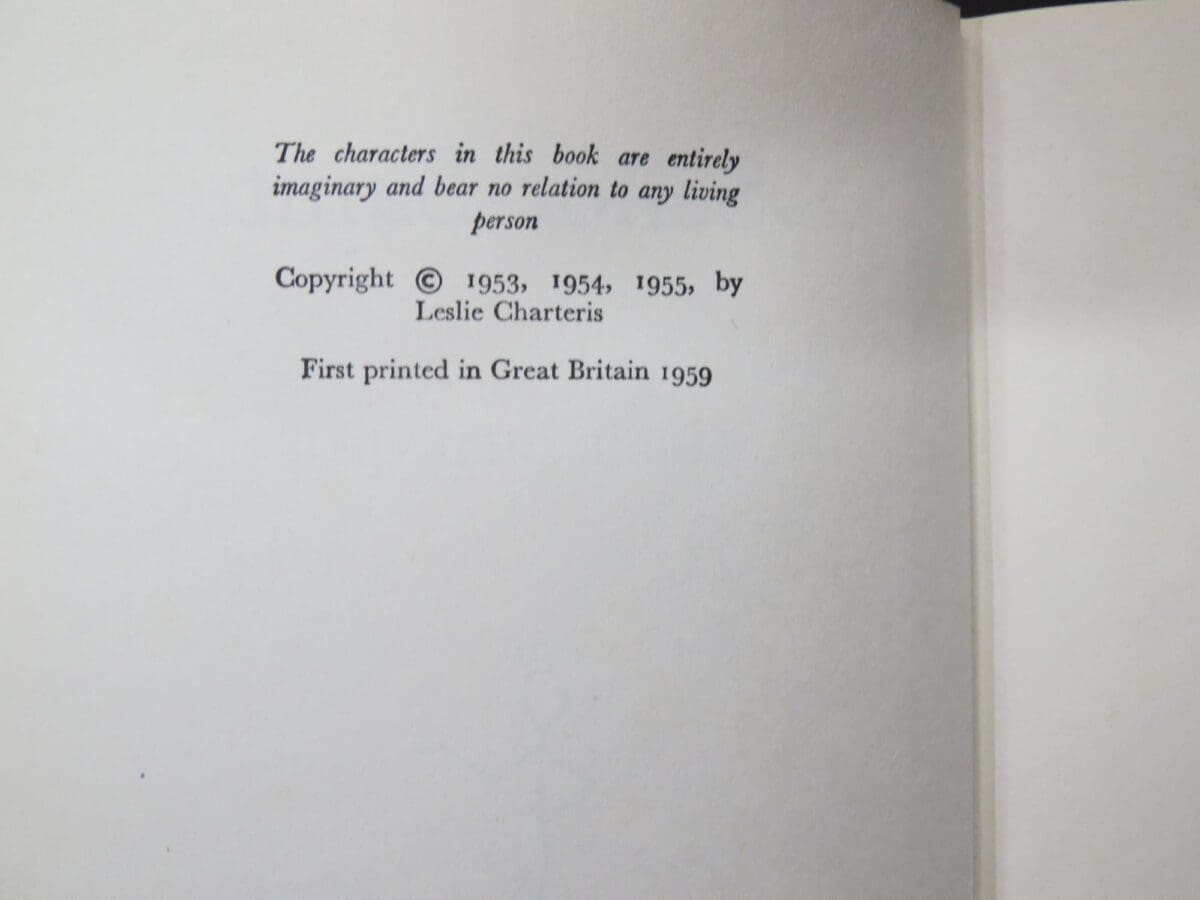 The characters in this book are entirely
imaginary and bear no relation to any living
person
Copyright © 1953, 1954, 1955, by
Leslie Charteris
First printed in Great Britain 1959